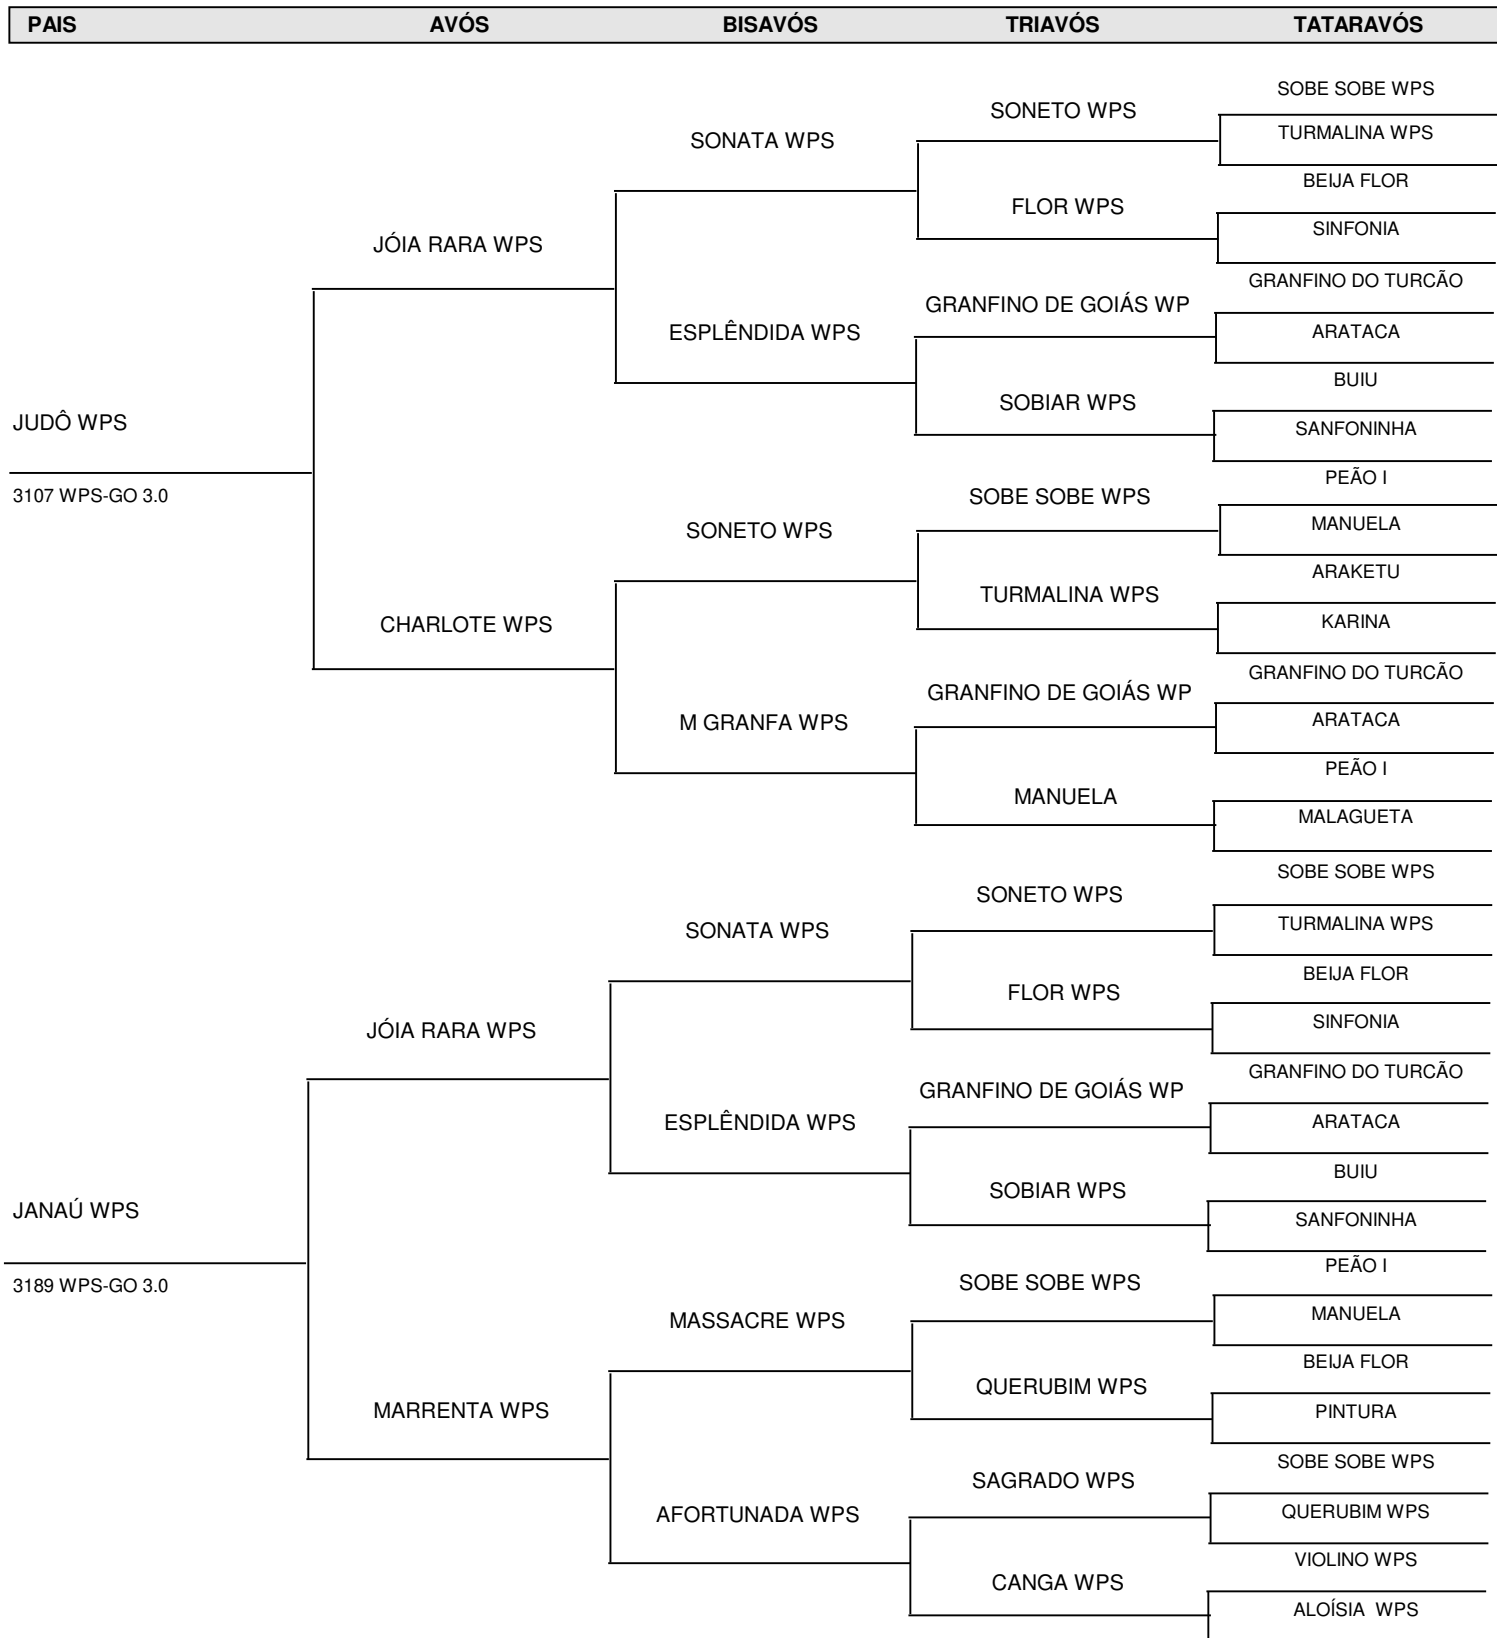 PAIS AVÓS BISAVÓS TRIAVÓS TATARAVÓS
SOBE SOBE WPS
SONETO WPS
TURMALINA WPS
SONATA WPS
BEIJA FLOR
FLOR WPS
SINFONIA
JÓIA RARA WPS
GRANFINO DO TURCÃO
GRANFINO DE GOIÁS WP
ARATACA
ESPLÊNDIDA WPS
BUIU
SOBIAR WPS
SANFONINHA
JUDÔ WPS
3107 WPS-GO 3.0
PEÃO I
SOBE SOBE WPS
MANUELA
SONETO WPS
ARAKETU
TURMALINA WPS
KARINA
CHARLOTE WPS
GRANFINO DO TURCÃO
GRANFINO DE GOIÁS WP
ARATACA
M GRANFA WPS
PEÃO I
MANUELA
MALAGUETA
SOBE SOBE WPS
SONETO WPS
TURMALINA WPS
SONATA WPS
BEIJA FLOR
FLOR WPS
SINFONIA
JÓIA RARA WPS
GRANFINO DO TURCÃO
GRANFINO DE GOIÁS WP
ARATACA
ESPLÊNDIDA WPS
BUIU
SOBIAR WPS
SANFONINHA
JANAÚ WPS
3189 WPS-GO 3.0
PEÃO I
SOBE SOBE WPS
MANUELA
MASSACRE WPS
BEIJA FLOR
QUERUBIM WPS
PINTURA
MARRENTA WPS
SOBE SOBE WPS
SAGRADO WPS
QUERUBIM WPS
AFORTUNADA WPS
VIOLINO WPS
CANGA WPS
ALOÍSIA WPS